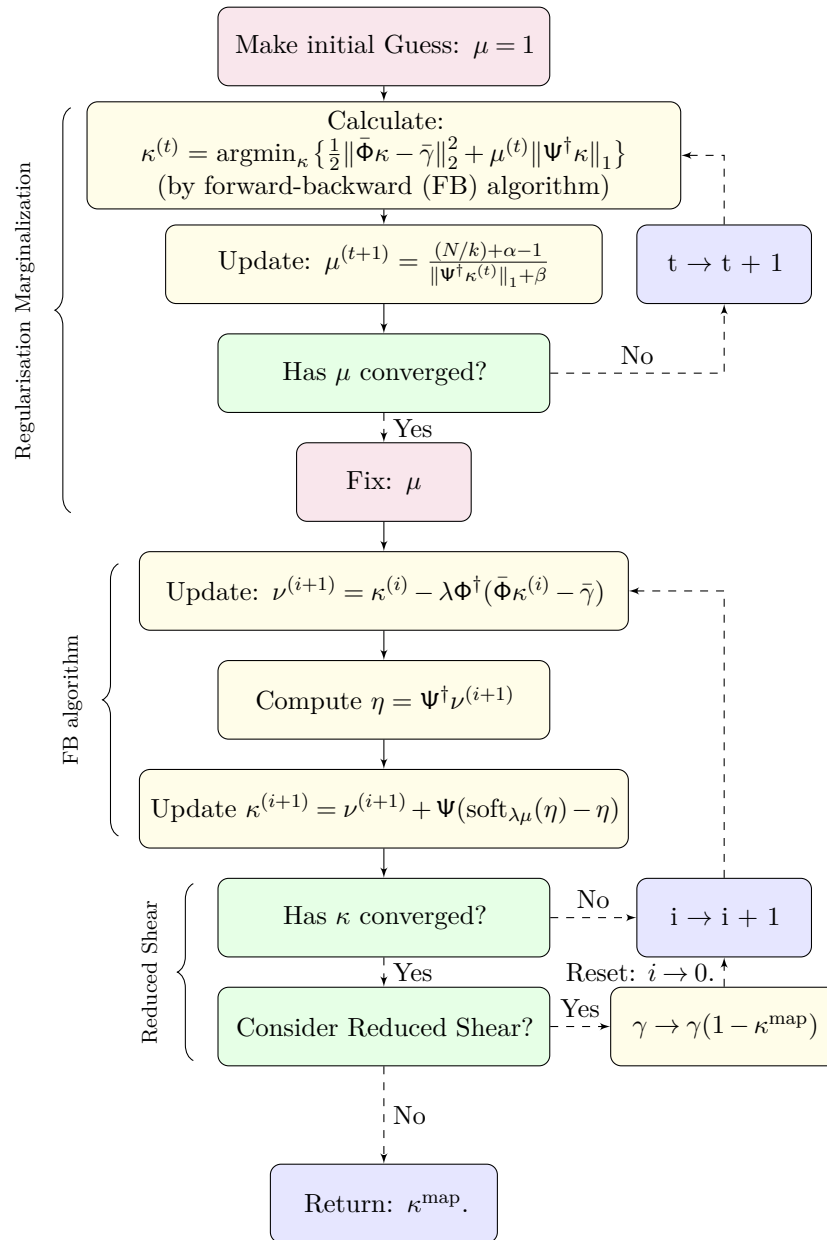 Make initial Guess: μ = 1
Calculate:
κ^(t) = argmin_κ {½‖Φ̄κ − γ̄‖₂² + μ^(t)‖Ψ†κ‖₁}
(by forward-backward (FB) algorithm)
Update: μ^(t+1) = ((N/k)+α−1)/(‖Ψ†κ^(t)‖₁+β)
t → t + 1
Has μ converged?
No
Yes
Fix: μ
Regularisation Marginalization
Update: ν^(i+1) = κ^(i) − λΦ†(Φ̄κ^(i) − γ̄)
Compute η = Ψ†ν^(i+1)
Update κ^(i+1) = ν^(i+1) + Ψ(soft_λμ(η) − η)
FB algorithm
Has κ converged?
No
i → i + 1
Yes
Reset: i → 0.
Consider Reduced Shear?
Yes
γ → γ(1 − κ^map)
Reduced Shear
No
Return: κ^map.